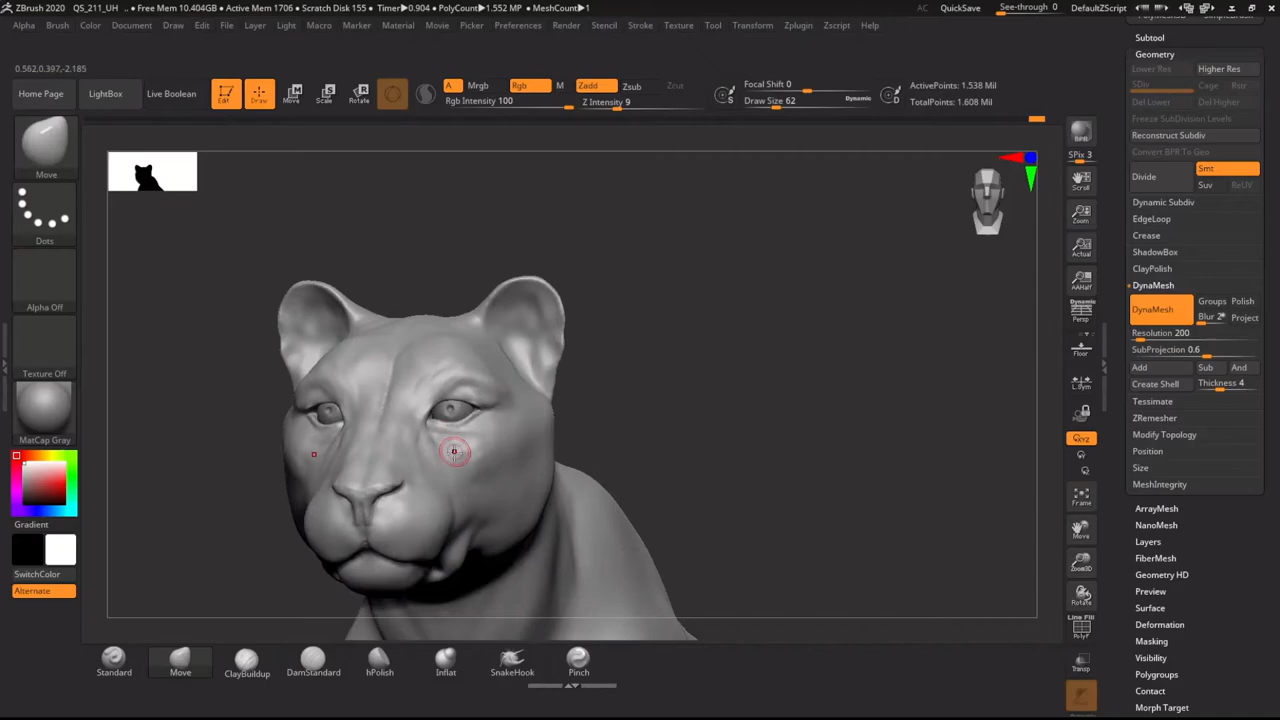 ZBrush 2020 QS_211_UH .. • Free Mem 10.404GB • Active Mem 1706 • Scratch Disk 155 • Timer▶0.904 • PolyCount▶1.552 MP • MeshCount▶1 AC QuickSave See-through 0 Menus DefaultZScript
Alpha Brush Color Document Draw Edit File Layer Light Macro Marker Material Movie Picker Preferences Render Stencil Stroke Texture Tool Transform Zplugin Zscript Help
0.562,0.397,-2.185
Home Page LightBox Live Boolean Edit Draw Move Scale Rotate
A Mrgb Rgb M Zadd Zsub Zcut
Rgb Intensity 100 Z Intensity 9
Focal Shift 0
Draw Size 62 Dynamic
S D
ActivePoints: 1.538 Mil
TotalPoints: 1.608 Mil
Move
Dots
Alpha Off
Texture Off
MatCap Gray
Gradient
SwitchColor
Alternate
Standard Move ClayBuildup DamStandard hPolish Inflat SnakeHook Pinch
BPR
SPix 3
Scroll
Zoom
Actual
AAHalf
Dynamic
Persp
Floor
L.Sym
XYZ
Frame
Move
Zoom3D
Rotate
Line Fill
PolyF
Transp
PolyMesh3D SimpleBrush
Subtool
Geometry
Lower Res Higher Res
SDiv Cage Rstr
Del Lower Del Higher
Freeze SubDivision Levels
Reconstruct Subdiv
Convert BPR To Geo
Divide Smt
Suv ReUV
Dynamic Subdiv
EdgeLoop
Crease
ShadowBox
ClayPolish
DynaMesh
DynaMesh Groups Polish
Blur 2 Project
Resolution 200
SubProjection 0.6
Add Sub And
Create Shell Thickness 4
Tessimate
ZRemesher
Modify Topology
Position
Size
MeshIntegrity
ArrayMesh
NanoMesh
Layers
FiberMesh
Geometry HD
Preview
Surface
Deformation
Masking
Visibility
Polygroups
Contact
Morph Target